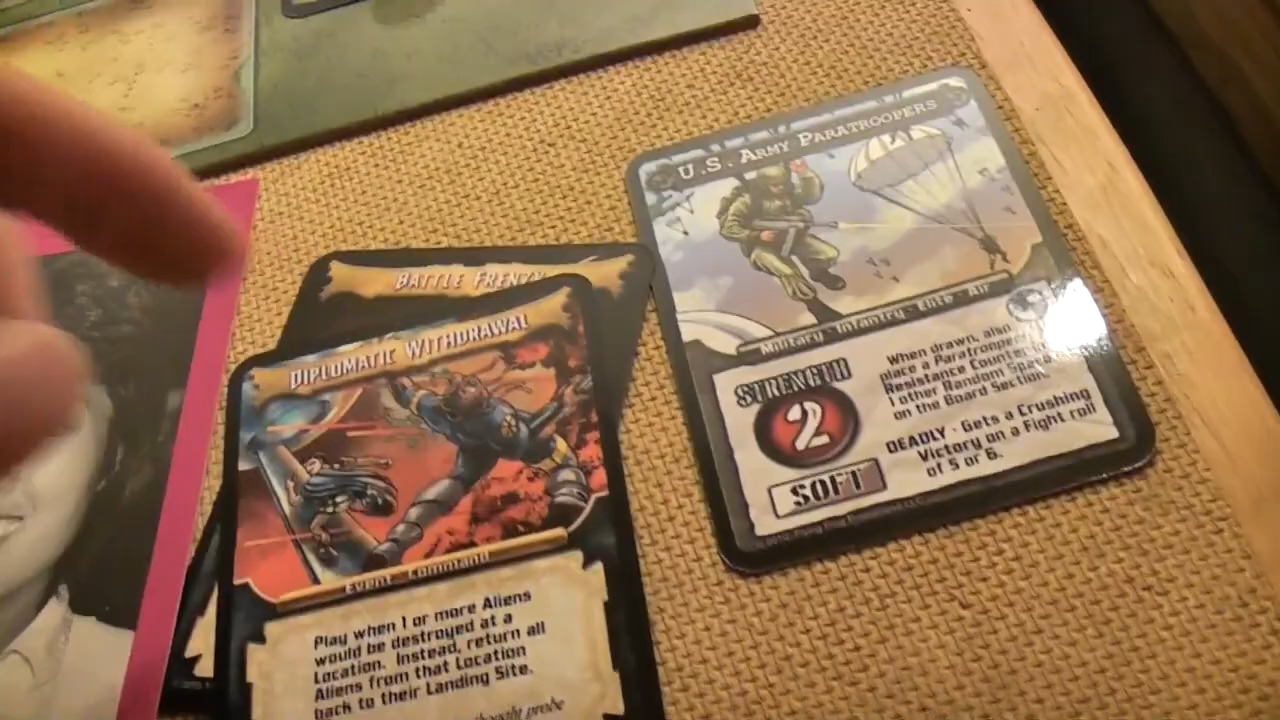 U.S. ARMY PARATROOPERS
Military · Infantry · Elite · Air
STRENGTH
2
SOFT
When drawn, also
place a Paratrooper
Resistance Counter
1 other Random Space
on the Board Section.
DEADLY - Gets a Crushing
Victory on a Fight roll
of 5 or 6.
BATTLE FRENZY
DIPLOMATIC WITHDRAWAL
Event Command
Play when 1 or more Aliens
would be destroyed at a
Location. Instead, return all
Aliens from that Location
back to their Landing Site.
thought probe